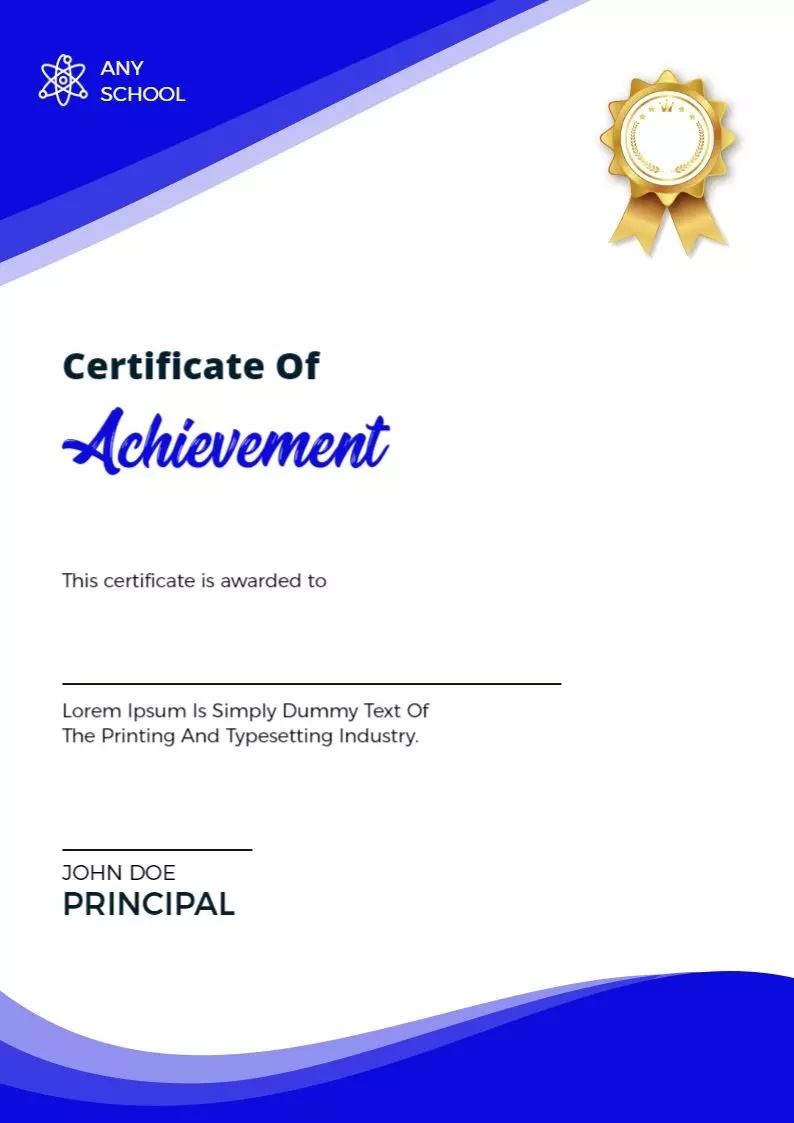 ANY
SCHOOL
Certificate Of
Achievement
This certificate is awarded to
Lorem Ipsum Is Simply Dummy Text Of
The Printing And Typesetting Industry.
JOHN DOE
PRINCIPAL